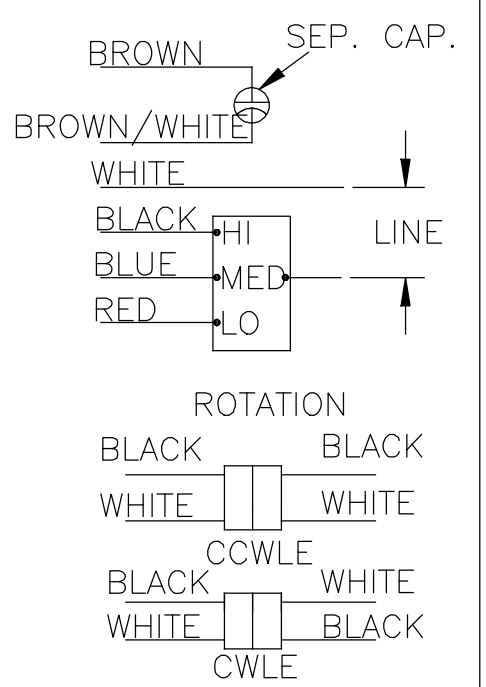 SEP. CAP.
BROWN
BROWN/WHITE
WHITE
BLACK HI LINE
BLUE MED
RED LO
ROTATION
BLACK BLACK
WHITE WHITE
CCWLE
BLACK WHITE
WHITE BLACK
CWLE